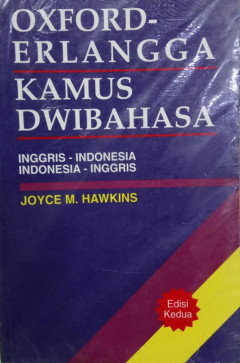 OXFORD-
ERLANGGA
KAMUS
DWIBAHASA
INGGRIS - INDONESIA
INDONESIA - INGGRIS
JOYCE M. HAWKINS
Edisi
Kedua